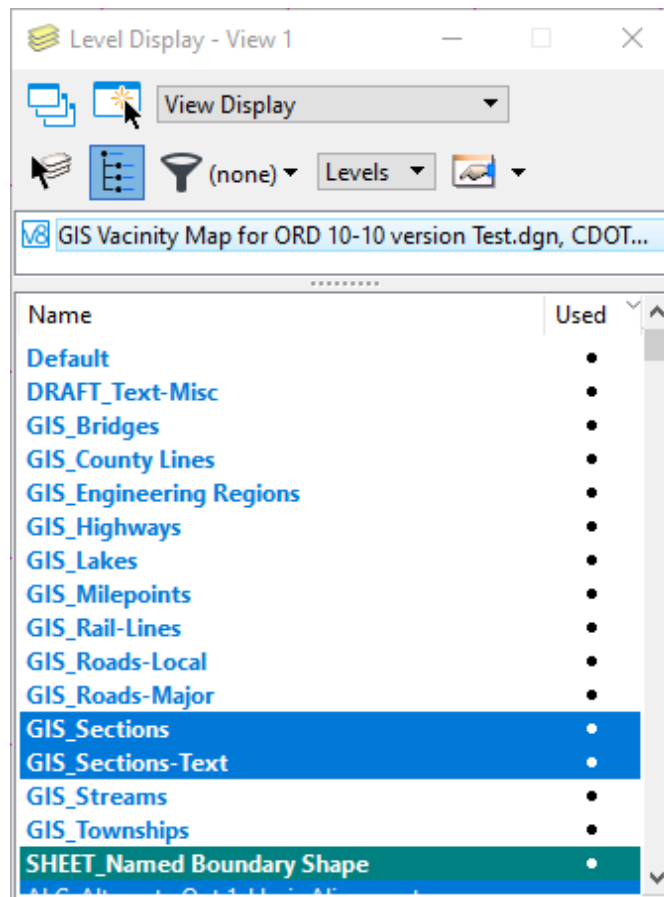 Level Display - View 1
View Display
(none) Levels
V8 GIS Vacinity Map for ORD 10-10 version Test.dgn, CDOT...
Name Used
Default
DRAFT_Text-Misc
GIS_Bridges
GIS_County Lines
GIS_Engineering Regions
GIS_Highways
GIS_Lakes
GIS_Milepoints
GIS_Rail-Lines
GIS_Roads-Local
GIS_Roads-Major
GIS_Sections
GIS_Sections-Text
GIS_Streams
GIS_Townships
SHEET_Named Boundary Shape